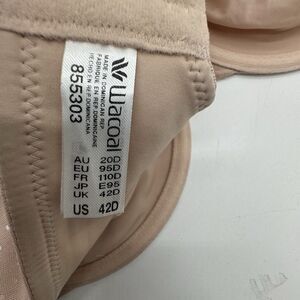 wacoal
MADE IN DOMINICAN REP.
FABRIQUE EN REP. DOMINICAINE
HECHO EN REP. DOMINICANA
855303
AU 20D
EU 95D
FR 110D
JP E95
UK 42D
US 42D